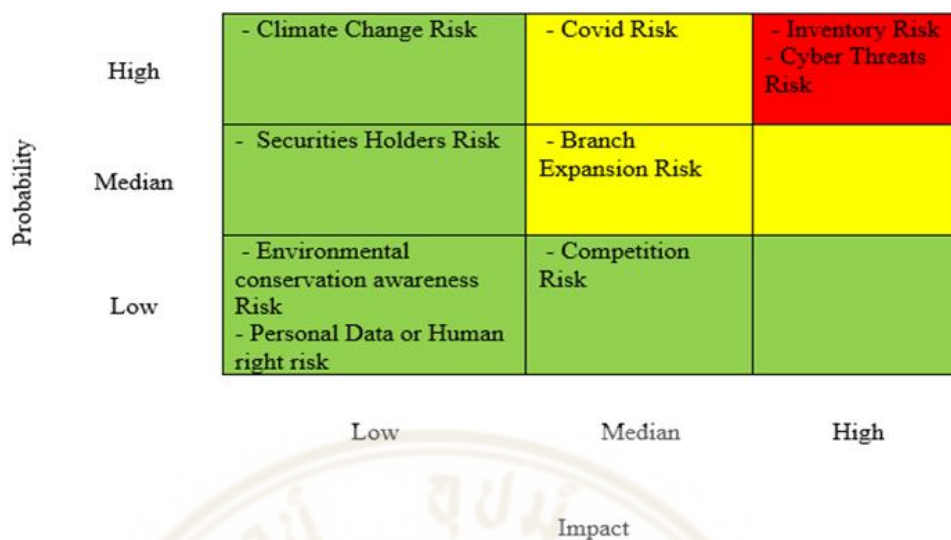 - Climate Change Risk
- Covid Risk
- Inventory Risk
- Cyber Threats
Risk
High
- Securities Holders Risk
- Branch
Expansion Risk
Median
Probability
- Environmental
conservation awareness
Risk
- Personal Data or Human
right risk
- Competition
Risk
Low
Low
Median
High
Impact